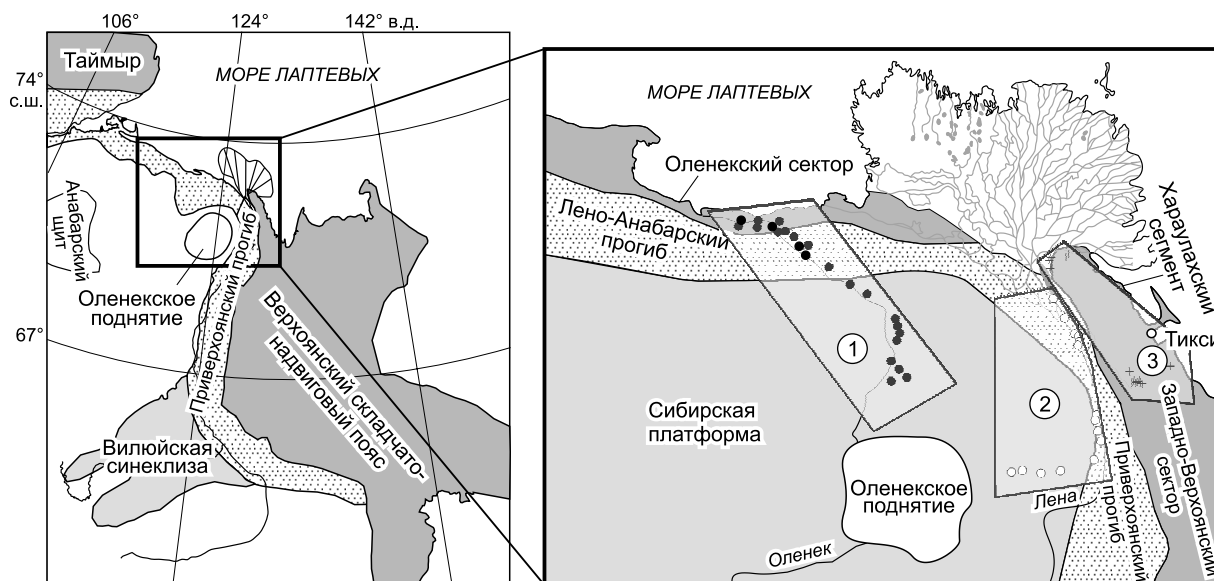 106°
124°
142° в.д.
Таймыр
74°
с.ш.
МОРЕ ЛАПТЕВЫХ
Анабарский
щит
Оленекское
поднятие
Приверхоянский прогиб
67°
Верхоянский складчато-
надвиговый пояс
Вилюйская
синеклиза
МОРЕ ЛАПТЕВЫХ
Оленекский сектор
Лено-Анабарский
прогиб
Хараулахский
сегмент
Тикси
1
2
3
Сибирская
платформа
Оленекское
поднятие
Оленек
Лена
Приверхоянский
прогиб
Западно-Верхоянский
сектор